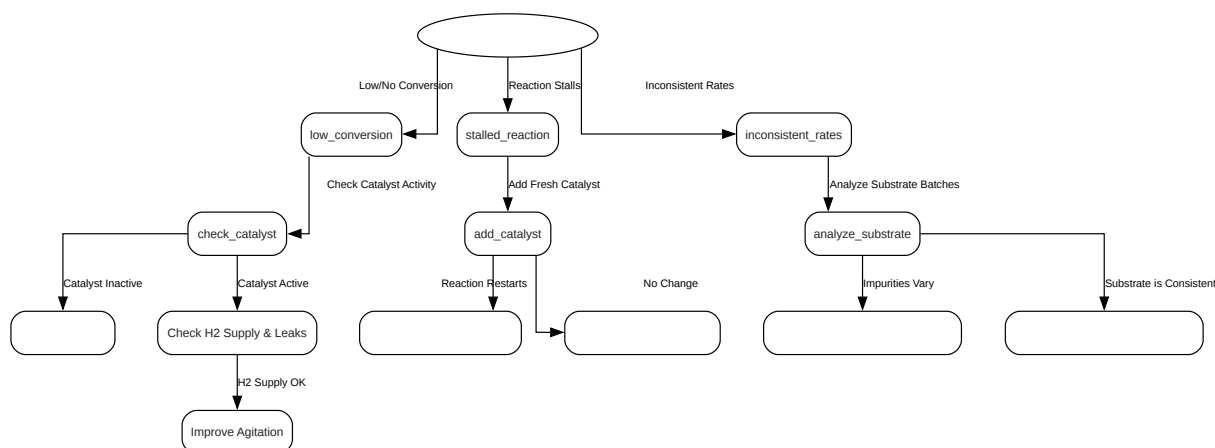 Low/No Conversion
Reaction Stalls
Inconsistent Rates
low_conversion
stalled_reaction
inconsistent_rates
Check Catalyst Activity
Add Fresh Catalyst
Analyze Substrate Batches
check_catalyst
add_catalyst
analyze_substrate
Catalyst Inactive
Catalyst Active
Reaction Restarts
No Change
Impurities Vary
Substrate is Consistent
Check H2 Supply & Leaks
H2 Supply OK
Improve Agitation